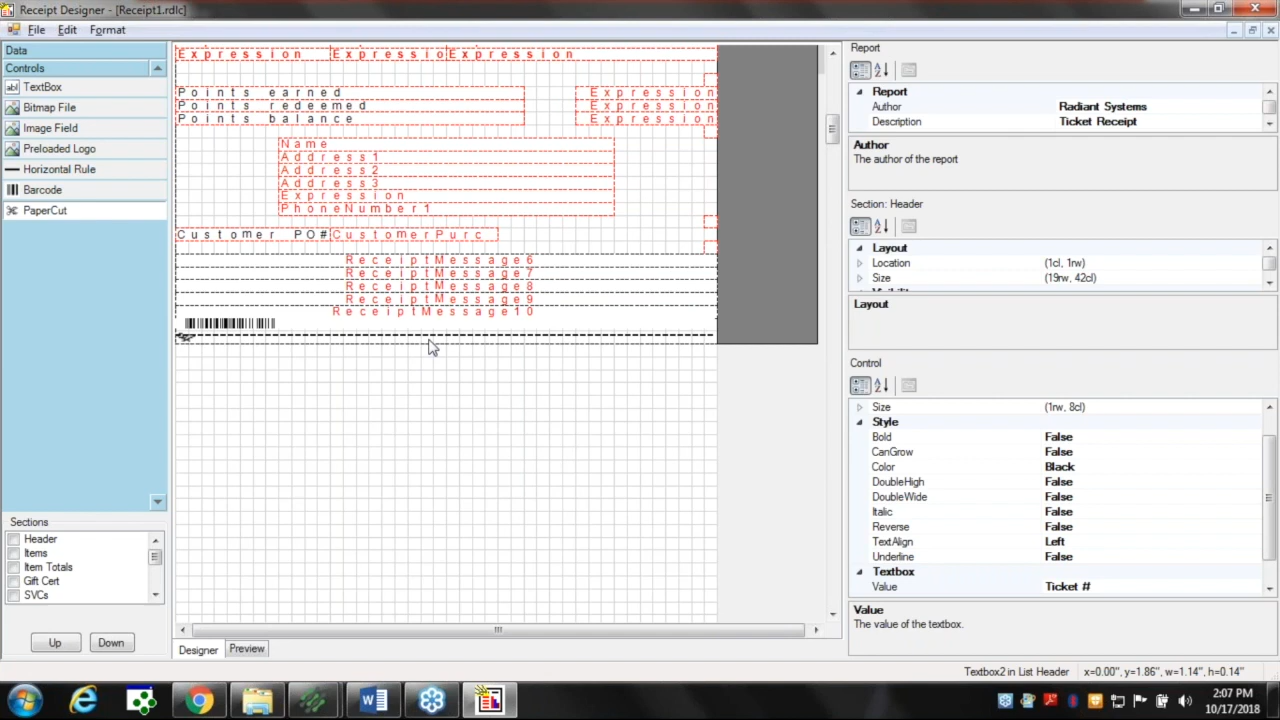 Receipt Designer - [Receipt1.rdlc]
File Edit Format
Data
Controls
TextBox
Bitmap File
Image Field
Preloaded Logo
Horizontal Rule
Barcode
PaperCut
Sections
Header
Items
Item Totals
Gift Cert
SVCs
Up Down
Expression Expressio Expression
Points earned Expression
Points redeemed Expression
Points balance Expression
Name
Address1
Address2
Address3
Expression
PhoneNumber1
Customer PO# CustomerPurc
ReceiptMessage6
ReceiptMessage7
ReceiptMessage8
ReceiptMessage9
ReceiptMessage10
Designer Preview
Report
Report
Author Radiant Systems
Description Ticket Receipt
Author
The author of the report
Section: Header
Layout
Location (1cl, 1rw)
Size (19rw, 42cl)
Layout
Control
Size (1rw, 8cl)
Style
Bold False
CanGrow False
Color Black
DoubleHigh False
DoubleWide False
Italic False
Reverse False
TextAlign Left
Underline False
Textbox
Value Ticket #
Value
The value of the textbox.
Textbox2 in List Header x=0.00", y=1.86", w=1.14", h=0.14"
2:07 PM
10/17/2018